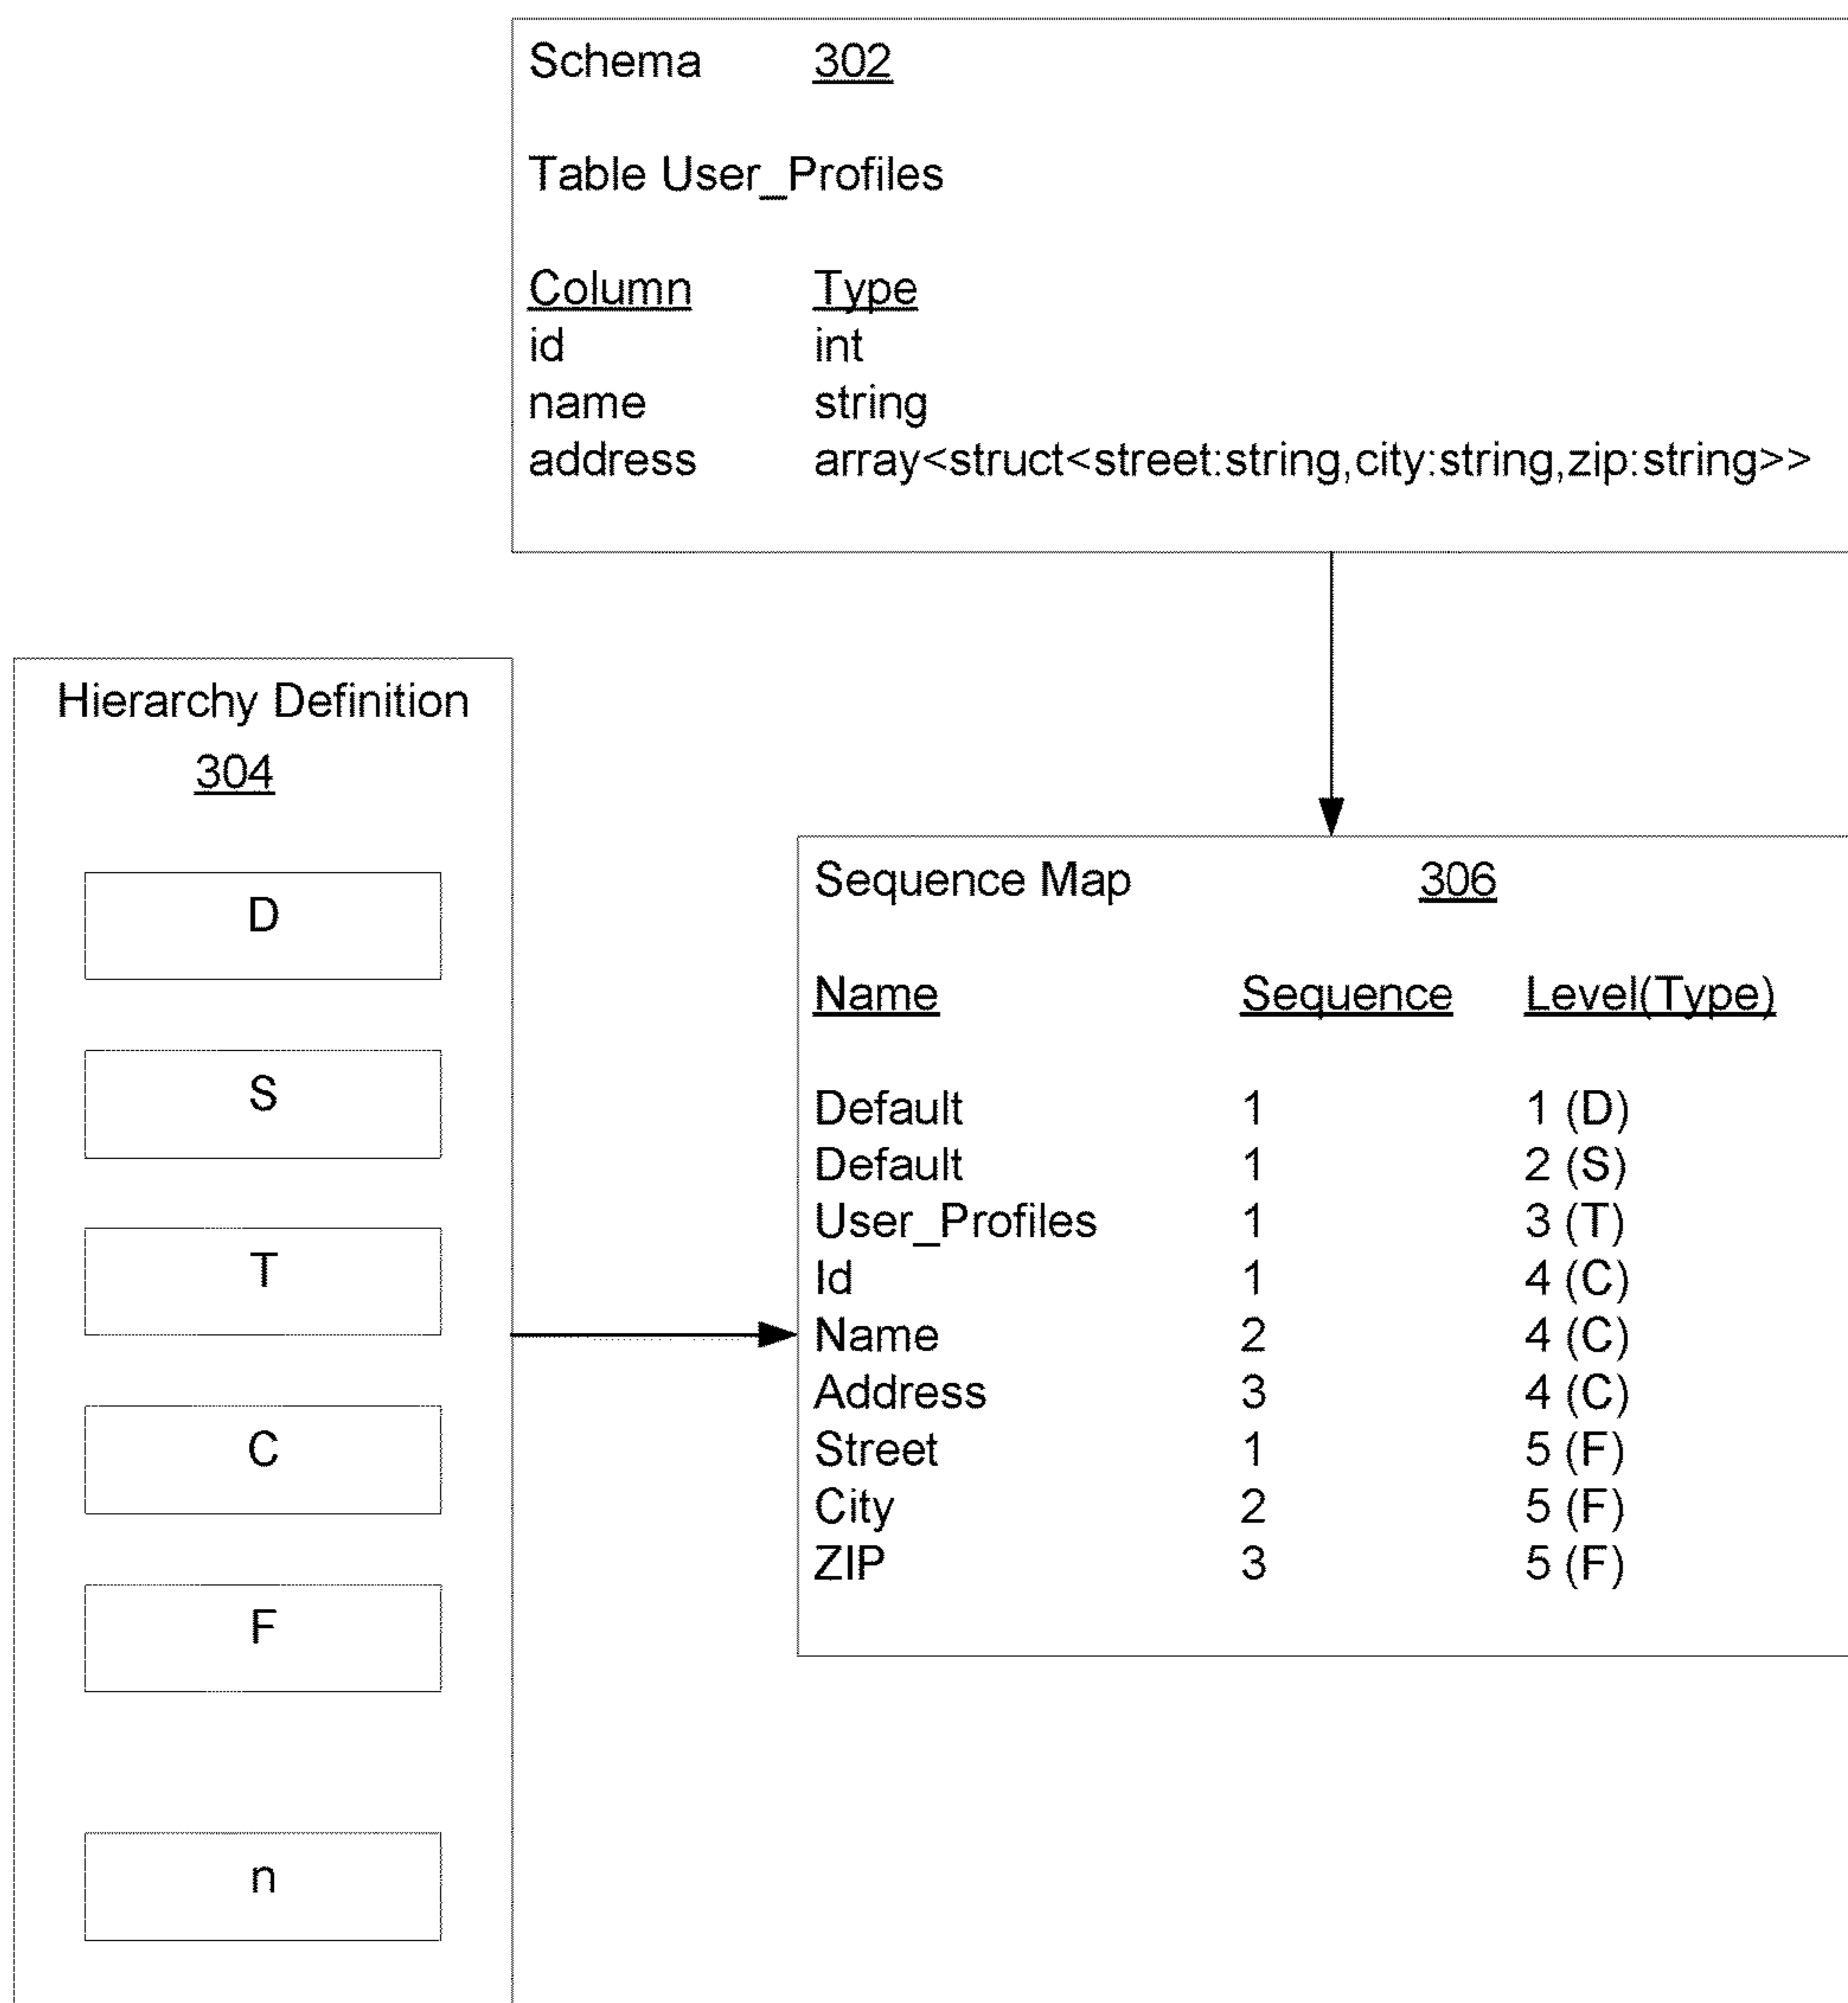 Schema 302
Table User_Profiles
Column Type
id int
name string
address array<struct<street:string,city:string,zip:string>>
Hierarchy Definition
304
D
S
T
C
F
n
Sequence Map 306
Name Sequence Level(Type)
Default 1 1 (D)
Default 1 2 (S)
User_Profiles 1 3 (T)
Id 1 4 (C)
Name 2 4 (C)
Address 3 4 (C)
Street 1 5 (F)
City 2 5 (F)
ZIP 3 5 (F)